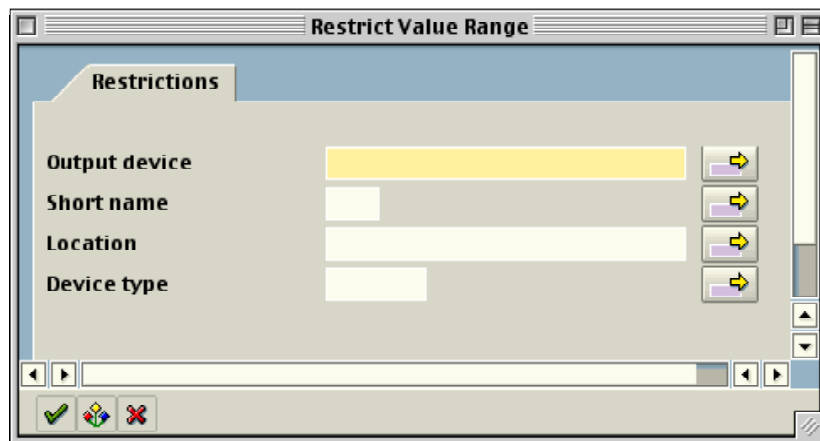 Restrict Value Range
Restrictions
Output device
Short name
Location
Device type